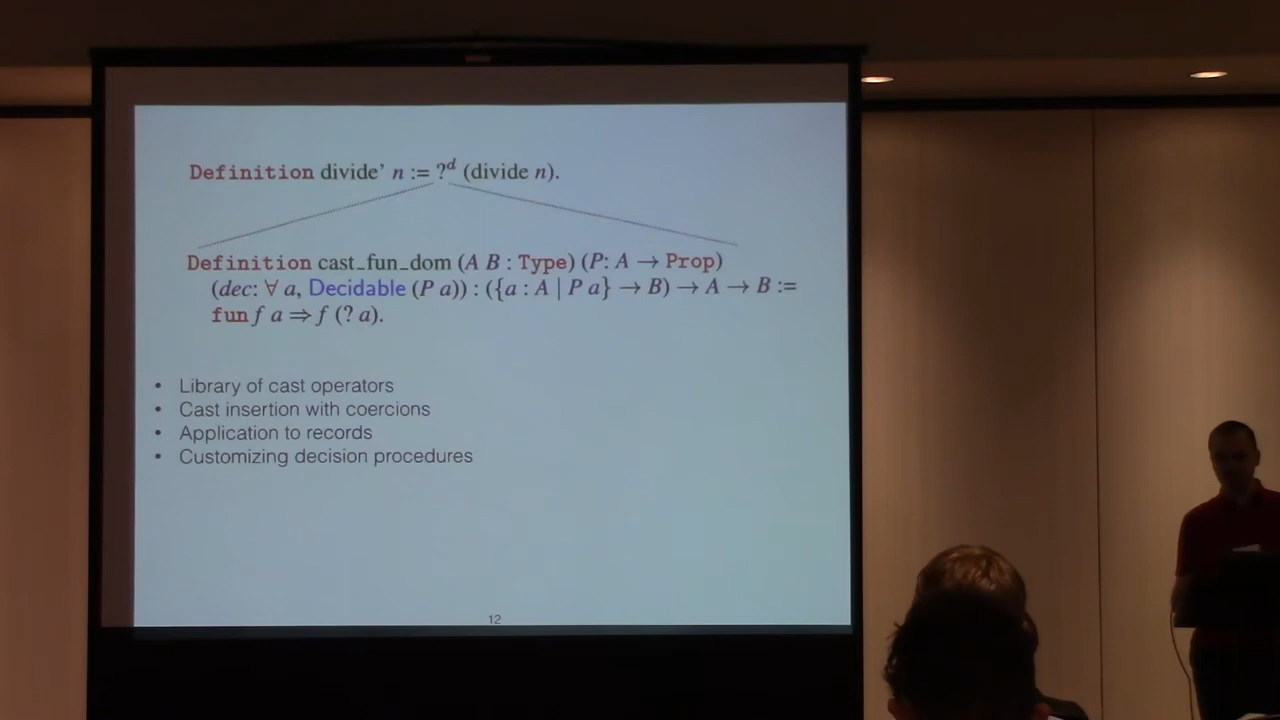 Definition divide’ n := ?ᵈ (divide n).
Definition cast_fun_dom (A B : Type) (P: A → Prop)
(dec: ∀ a, Decidable (P a)) : ({a : A | P a} → B) → A → B :=
fun f a ⇒ f (? a).
• Library of cast operators
• Cast insertion with coercions
• Application to records
• Customizing decision procedures
12